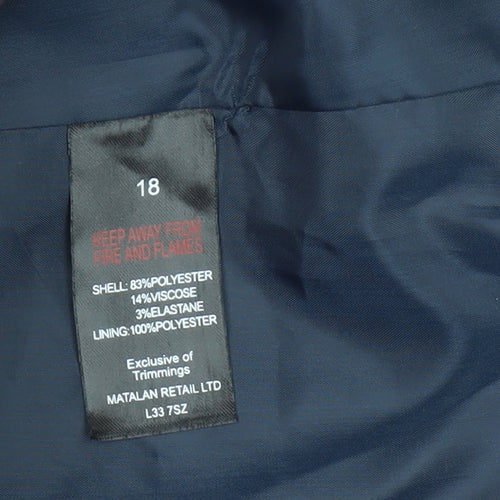 18
KEEP AWAY FROM
FIRE AND FLAMES
SHELL: 83%POLYESTER
14%VISCOSE
3%ELASTANE
LINING:100%POLYESTER
Exclusive of
Trimmings
MATALAN RETAIL LTD
L33 7SZ